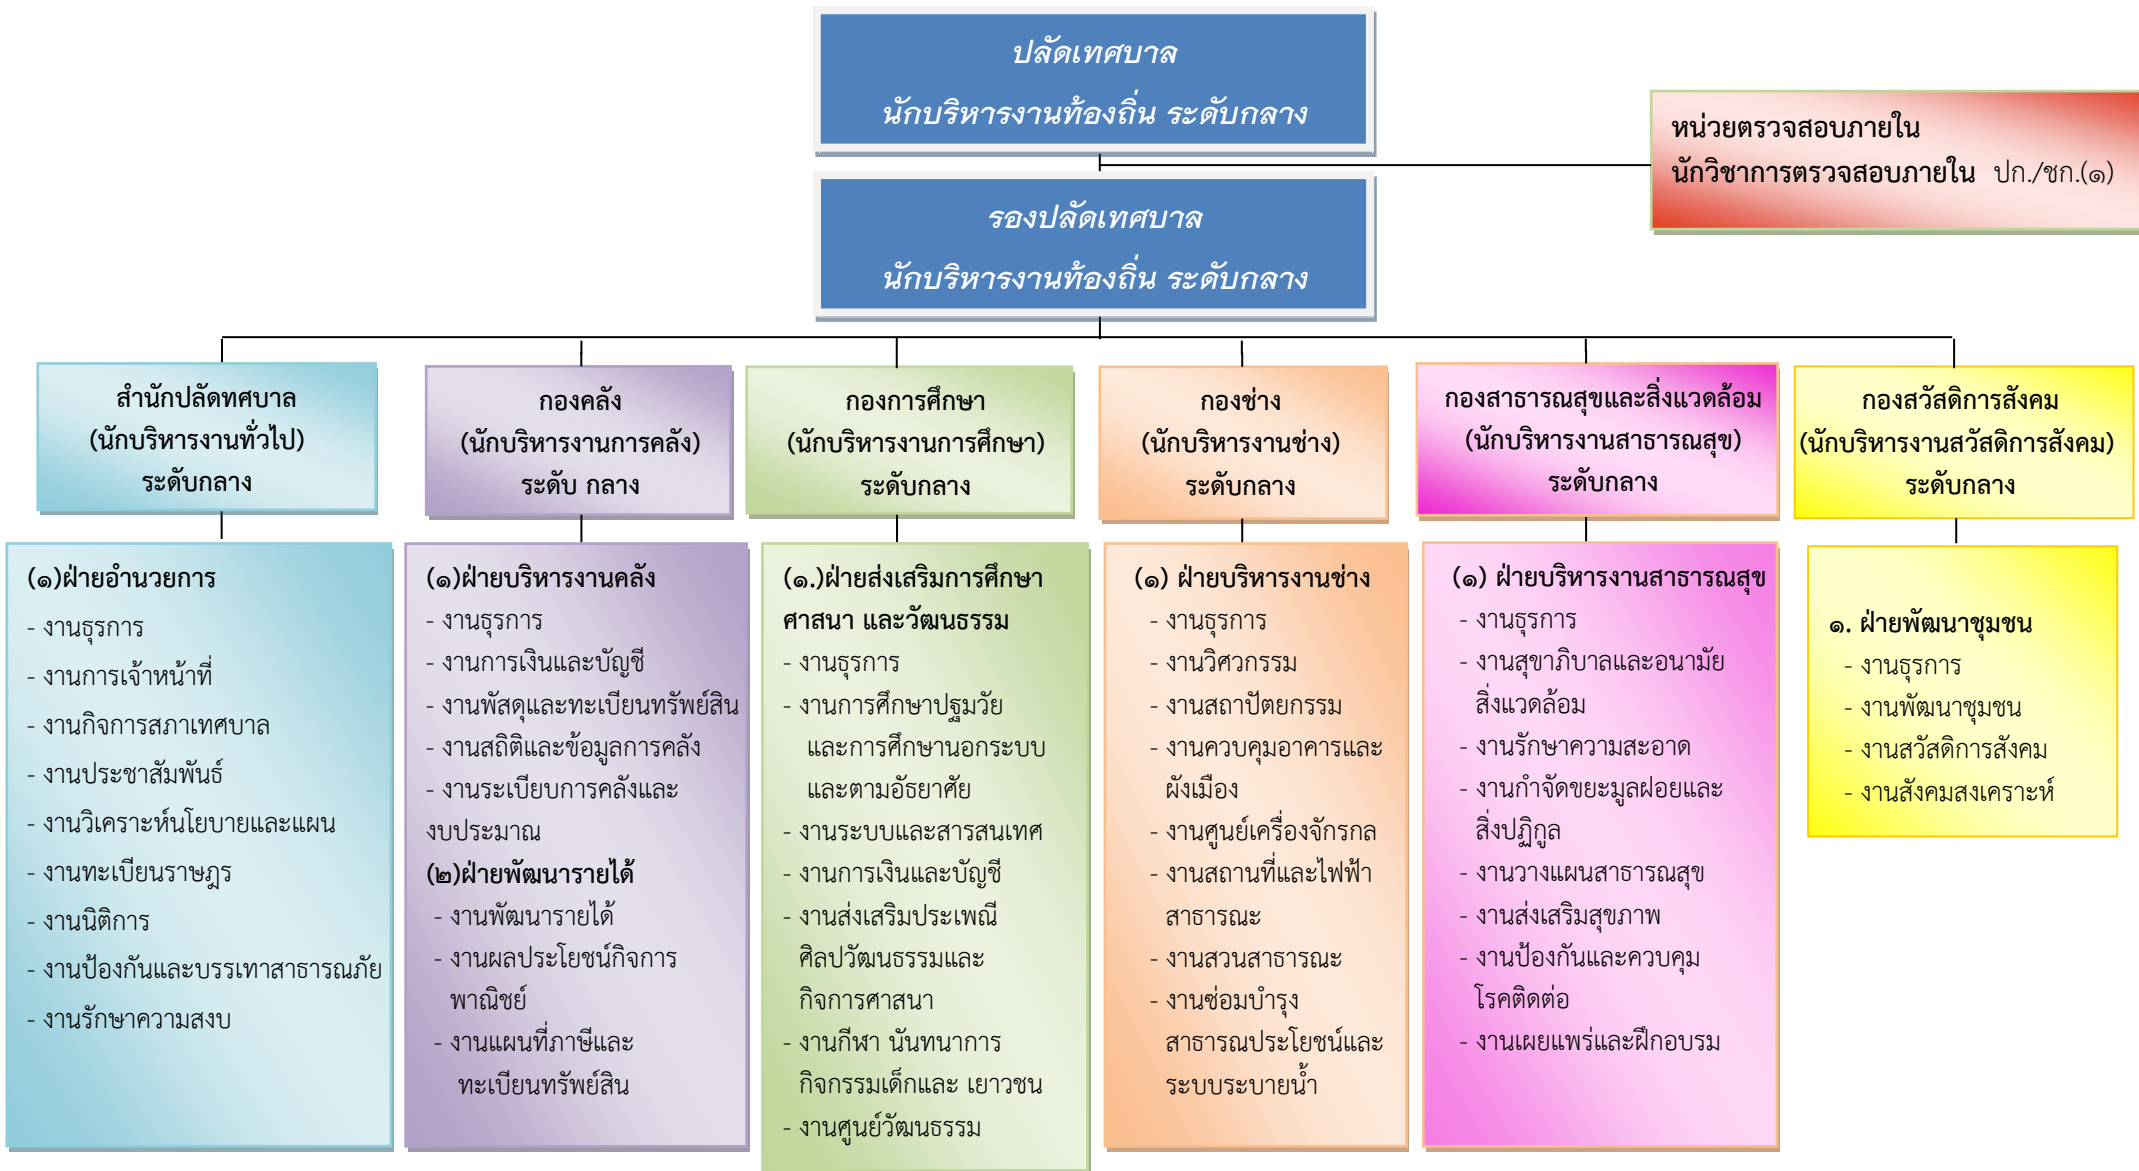 ปลัดเทศบาล
นักบริหารงานท้องถิ่น ระดับกลาง
หน่วยตรวจสอบภายใน
นักวิชาการตรวจสอบภายใน ปก./ชก.(๑)
รองปลัดเทศบาล
นักบริหารงานท้องถิ่น ระดับกลาง
สำนักปลัดทศบาล
(นักบริหารงานทั่วไป)
ระดับกลาง
กองคลัง
(นักบริหารงานการคลัง)
ระดับ กลาง
กองการศึกษา
(นักบริหารงานการศึกษา)
ระดับกลาง
กองช่าง
(นักบริหารงานช่าง)
ระดับกลาง
กองสาธารณสุขและสิ่งแวดล้อม
(นักบริหารงานสาธารณสุข)
ระดับกลาง
กองสวัสดิการสังคม
(นักบริหารงานสวัสดิการสังคม)
ระดับกลาง
(๑)ฝ่ายอำนวยการ
- งานธุรการ
- งานการเจ้าหน้าที่
- งานกิจการสภาเทศบาล
- งานประชาสัมพันธ์
- งานวิเคราะห์นโยบายและแผน
- งานทะเบียนราษฎร
- งานนิติการ
- งานป้องกันและบรรเทาสาธารณภัย
- งานรักษาความสงบ
(๑)ฝ่ายบริหารงานคลัง
- งานธุรการ
- งานการเงินและบัญชี
- งานพัสดุและทะเบียนทรัพย์สิน
- งานสถิติและข้อมูลการคลัง
- งานระเบียบการคลังและ
งบประมาณ
(๒)ฝ่ายพัฒนารายได้
- งานพัฒนารายได้
- งานผลประโยชน์กิจการ
พาณิชย์
- งานแผนที่ภาษีและ
ทะเบียนทรัพย์สิน
(๑.)ฝ่ายส่งเสริมการศึกษา
ศาสนา และวัฒนธรรม
- งานธุรการ
- งานการศึกษาปฐมวัย
และการศึกษานอกระบบ
และตามอัธยาศัย
- งานระบบและสารสนเทศ
- งานการเงินและบัญชี
- งานส่งเสริมประเพณี
ศิลปวัฒนธรรมและ
กิจการศาสนา
- งานกีฬา นันทนาการ
กิจกรรมเด็กและ เยาวชน
- งานศูนย์วัฒนธรรม
(๑) ฝ่ายบริหารงานช่าง
- งานธุรการ
- งานวิศวกรรม
- งานสถาปัตยกรรม
- งานควบคุมอาคารและ
ผังเมือง
- งานศูนย์เครื่องจักรกล
- งานสถานที่และไฟฟ้า
สาธารณะ
- งานสวนสาธารณะ
- งานซ่อมบำรุง
สาธารณประโยชน์และ
ระบบระบายน้ำ
(๑) ฝ่ายบริหารงานสาธารณสุข
- งานธุรการ
- งานสุขาภิบาลและอนามัย
สิ่งแวดล้อม
- งานรักษาความสะอาด
- งานกำจัดขยะมูลฝอยและ
สิ่งปฏิกูล
- งานวางแผนสาธารณสุข
- งานส่งเสริมสุขภาพ
- งานป้องกันและควบคุม
โรคติดต่อ
- งานเผยแพร่และฝึกอบรม
๑. ฝ่ายพัฒนาชุมชน
- งานธุรการ
- งานพัฒนาชุมชน
- งานสวัสดิการสังคม
- งานสังคมสงเคราะห์